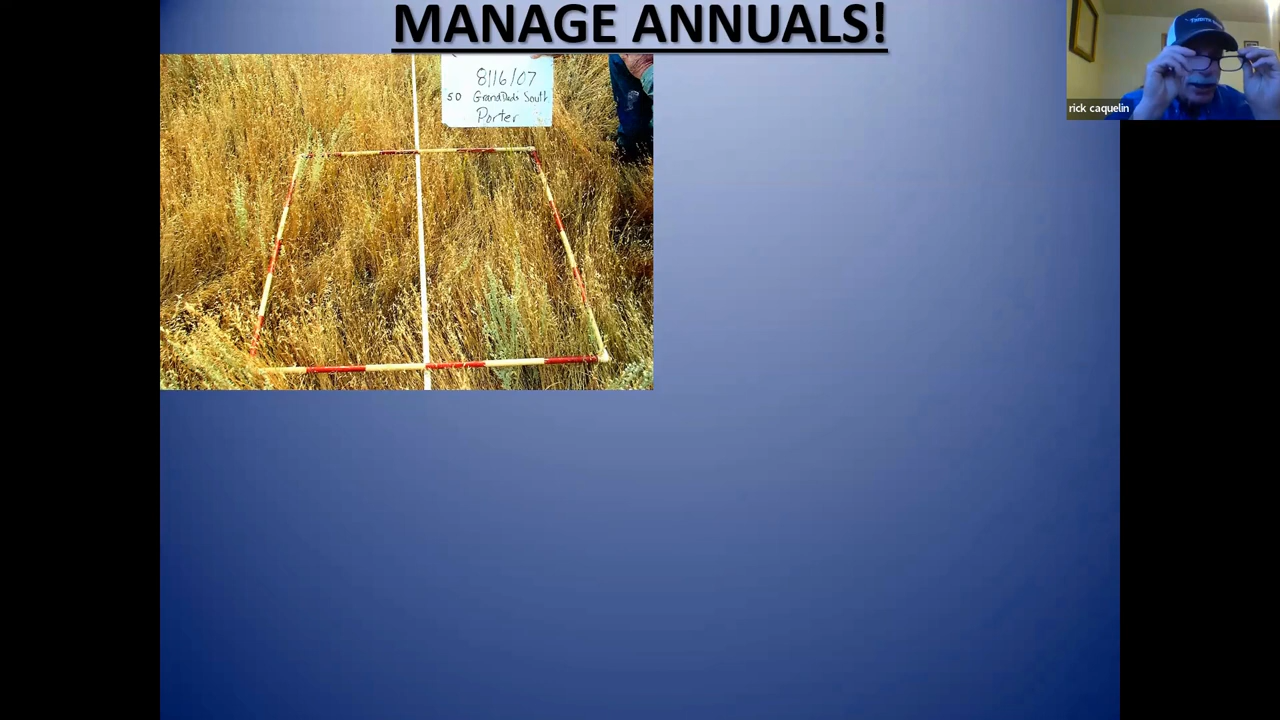 MANAGE ANNUALS!
8/16/07
50 GrandDads South
Porter
rick caquelin